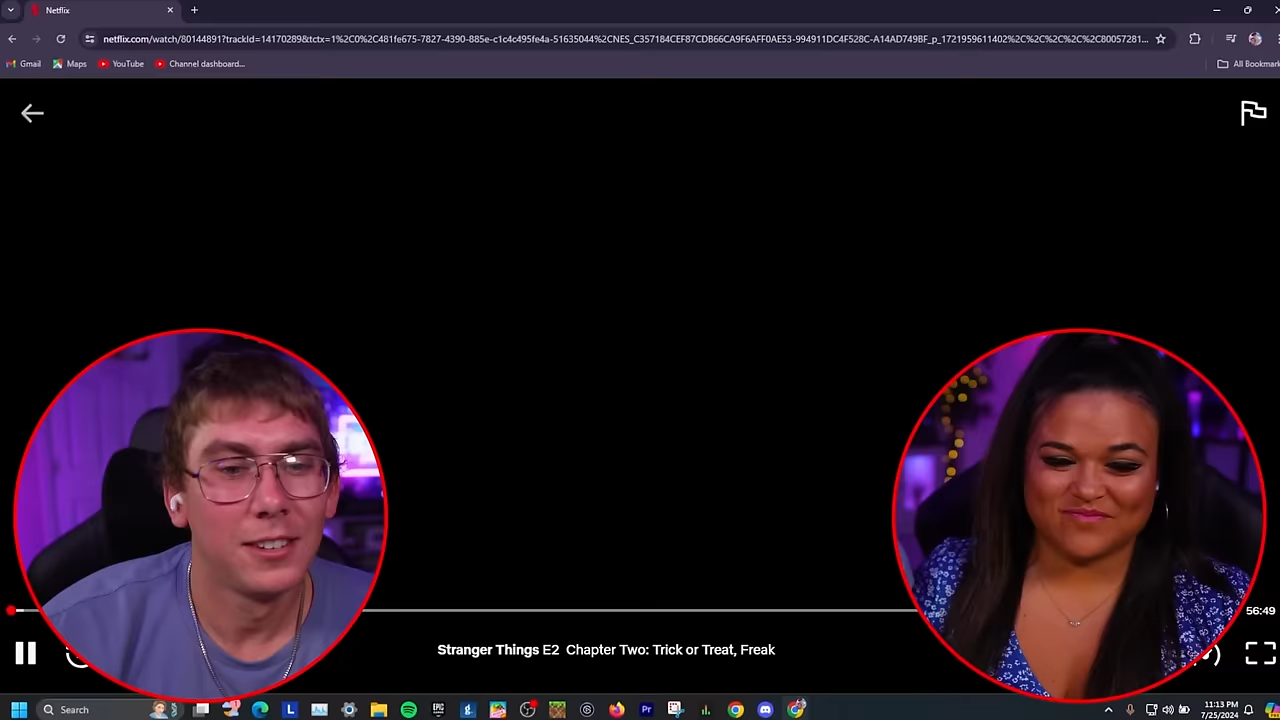 Netflix
netflix.com/watch/80144891?trackId=14170289&tctx=1%2C0%2C481fe675-7827-4390-885e-c1c4c495fe4a-51635044%2CNES_C357184CEF87CDB66CA9F6AFF0AE53-994911DC4F528C-A14AD749BF_p_1721959611402%2C%2C%2C%2C%2C80057281...
Gmail Maps YouTube Channel dashboard... All Bookmark
56:49
Stranger Things E2 Chapter Two: Trick or Treat, Freak
Search
11:13 PM
7/25/2024